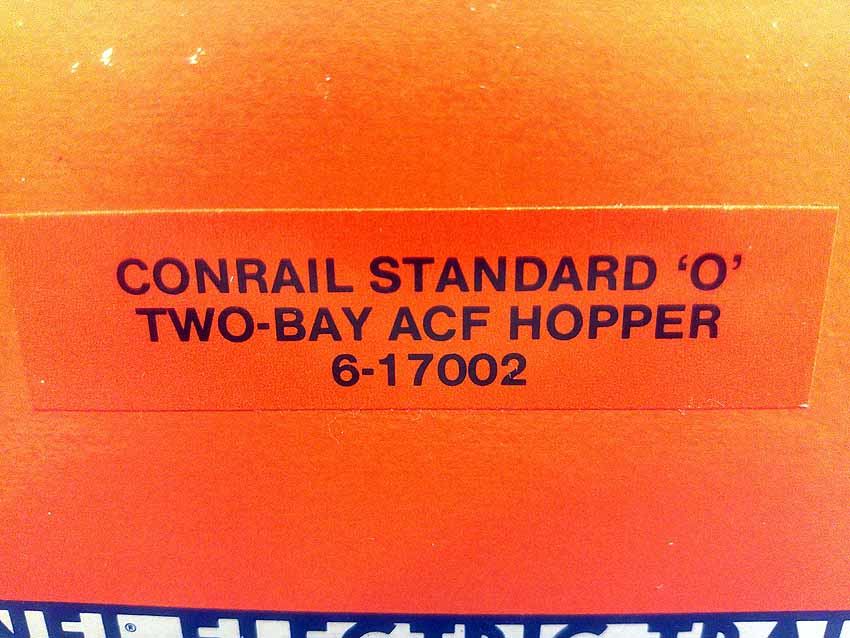 CONRAIL STANDARD ‘O’
TWO-BAY ACF HOPPER
6-17002